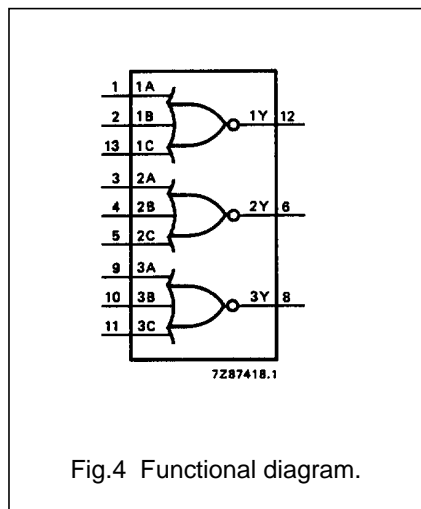 1 1A
2 1B 1Y 12
13 1C
3 2A
4 2B 2Y 6
5 2C
9 3A
10 3B 3Y 8
11 3C
7Z87418.1
Fig.4 Functional diagram.